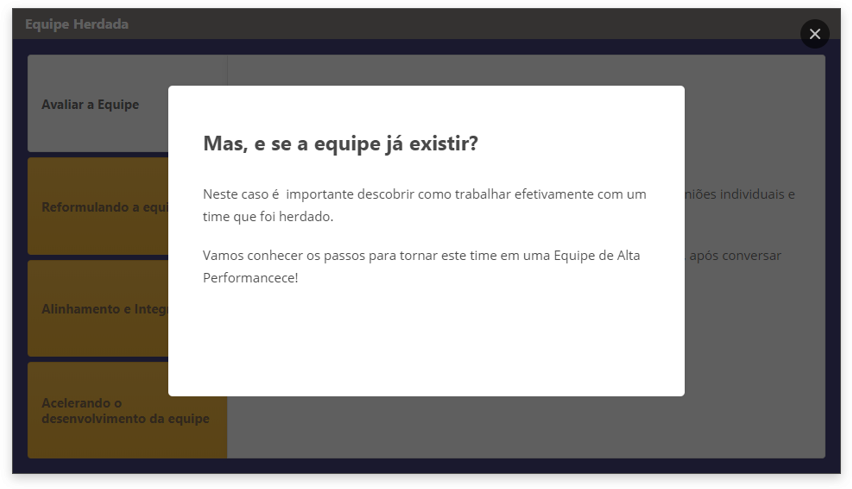 Equipe Herdada
Avaliar a Equipe
Reformulando a equi
Alinhamento e Integ
Acelerando o
desenvolvimento da equipe
Mas, e se a equipe já existir?
Neste caso é  importante descobrir como trabalhar efetivamente com um
time que foi herdado.
Vamos conhecer os passos para tornar este time em uma Equipe de Alta
Performancece!
niões individuais e
, após conversar